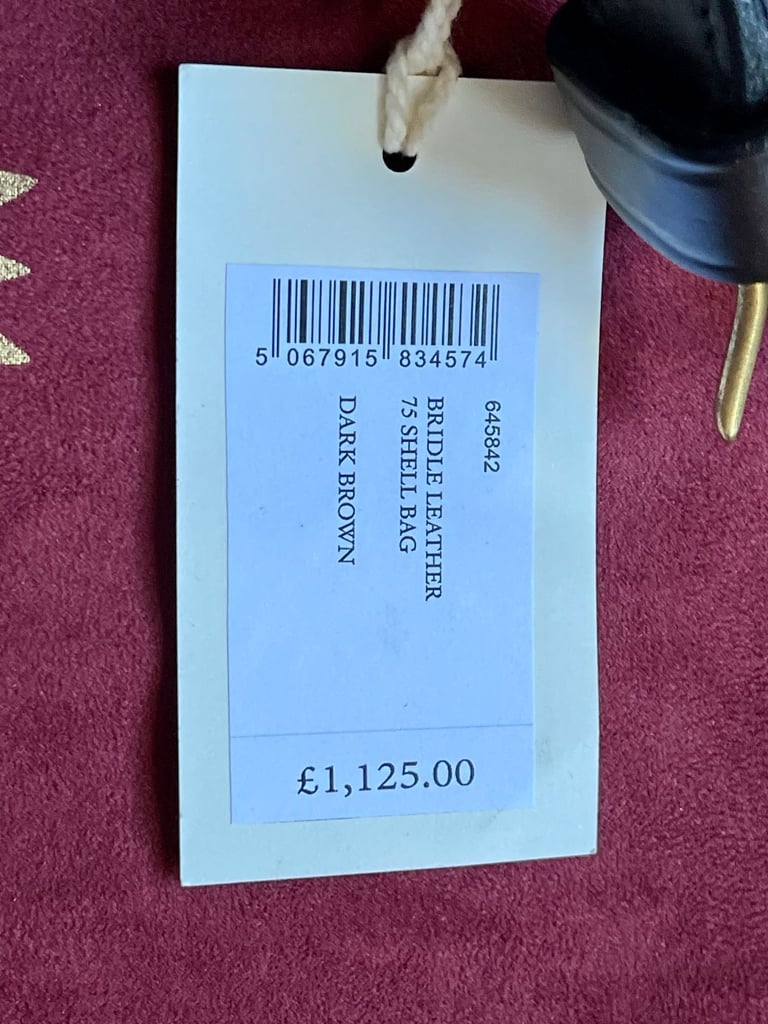 5 067915 834574
645842
BRIDLE LEATHER
75 SHELL BAG
DARK BROWN
£1,125.00